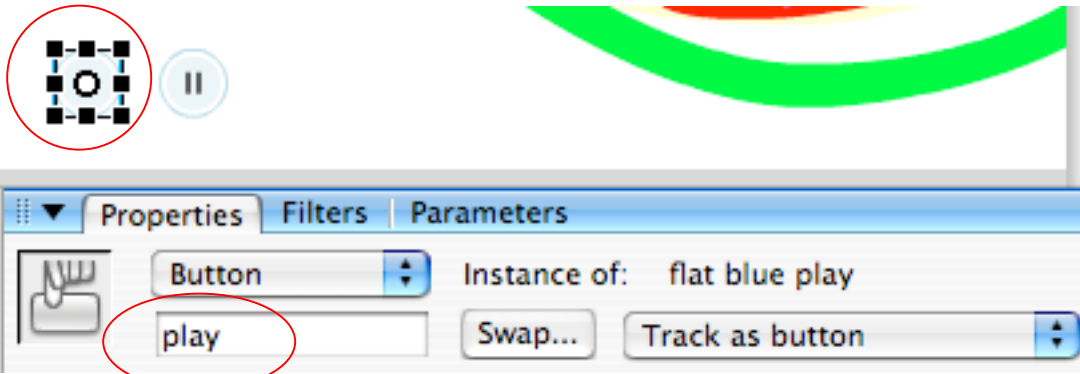 Properties Filters Parameters
Button Instance of: flat blue play
play Swap... Track as button